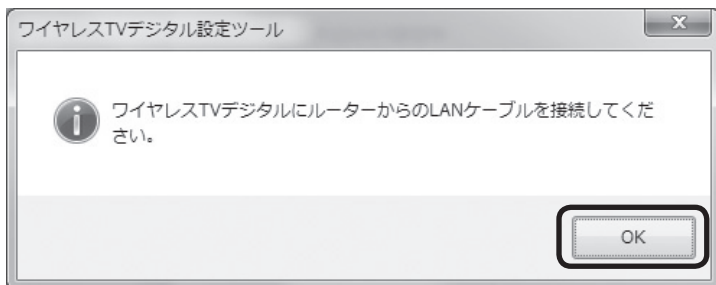 ワイヤレスTVデジタル設定ツール
ワイヤレスTVデジタルにルーターからのLANケーブルを接続してくだ
さい。
OK